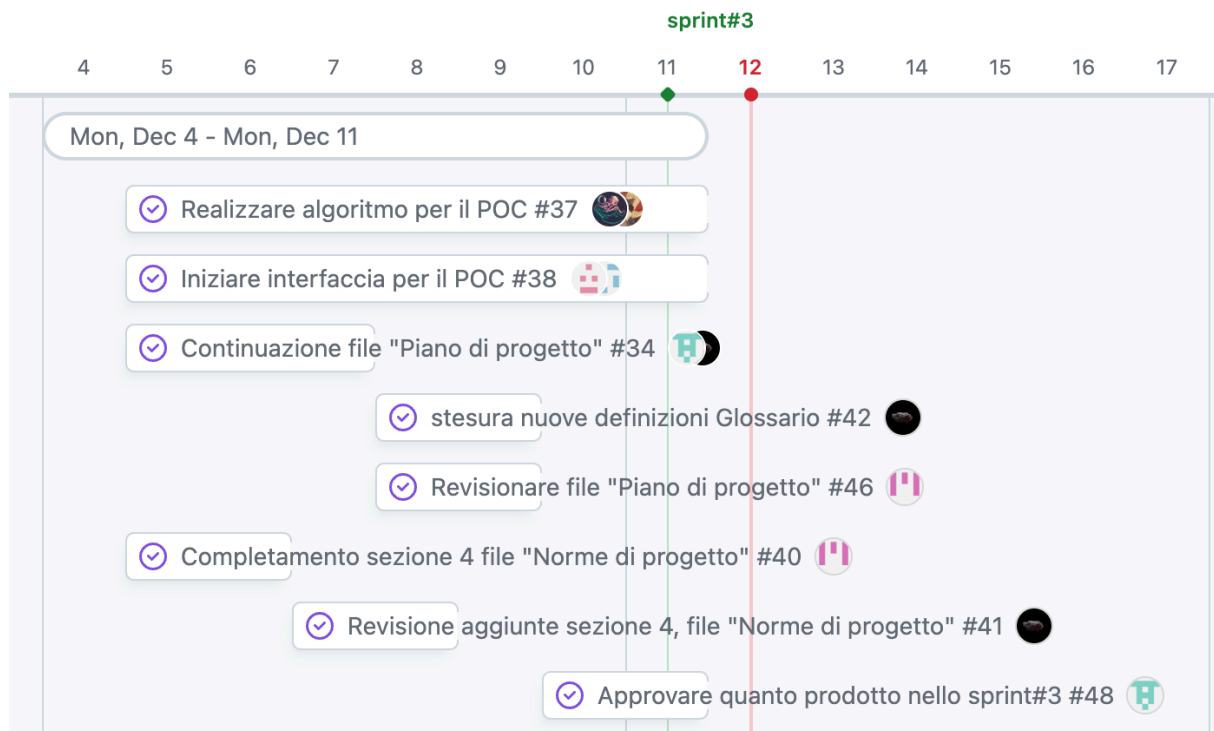 sprint#3
4 5 6 7 8 9 10 11 12 13 14 15 16 17
Mon, Dec 4 - Mon, Dec 11
Realizzare algoritmo per il POC #37
Iniziare interfaccia per il POC #38
Continuazione file "Piano di progetto" #34
stesura nuove definizioni Glossario #42
Revisionare file "Piano di progetto" #46
Completamento sezione 4 file "Norme di progetto" #40
Revisione aggiunte sezione 4, file "Norme di progetto" #41
Approvare quanto prodotto nello sprint#3 #48